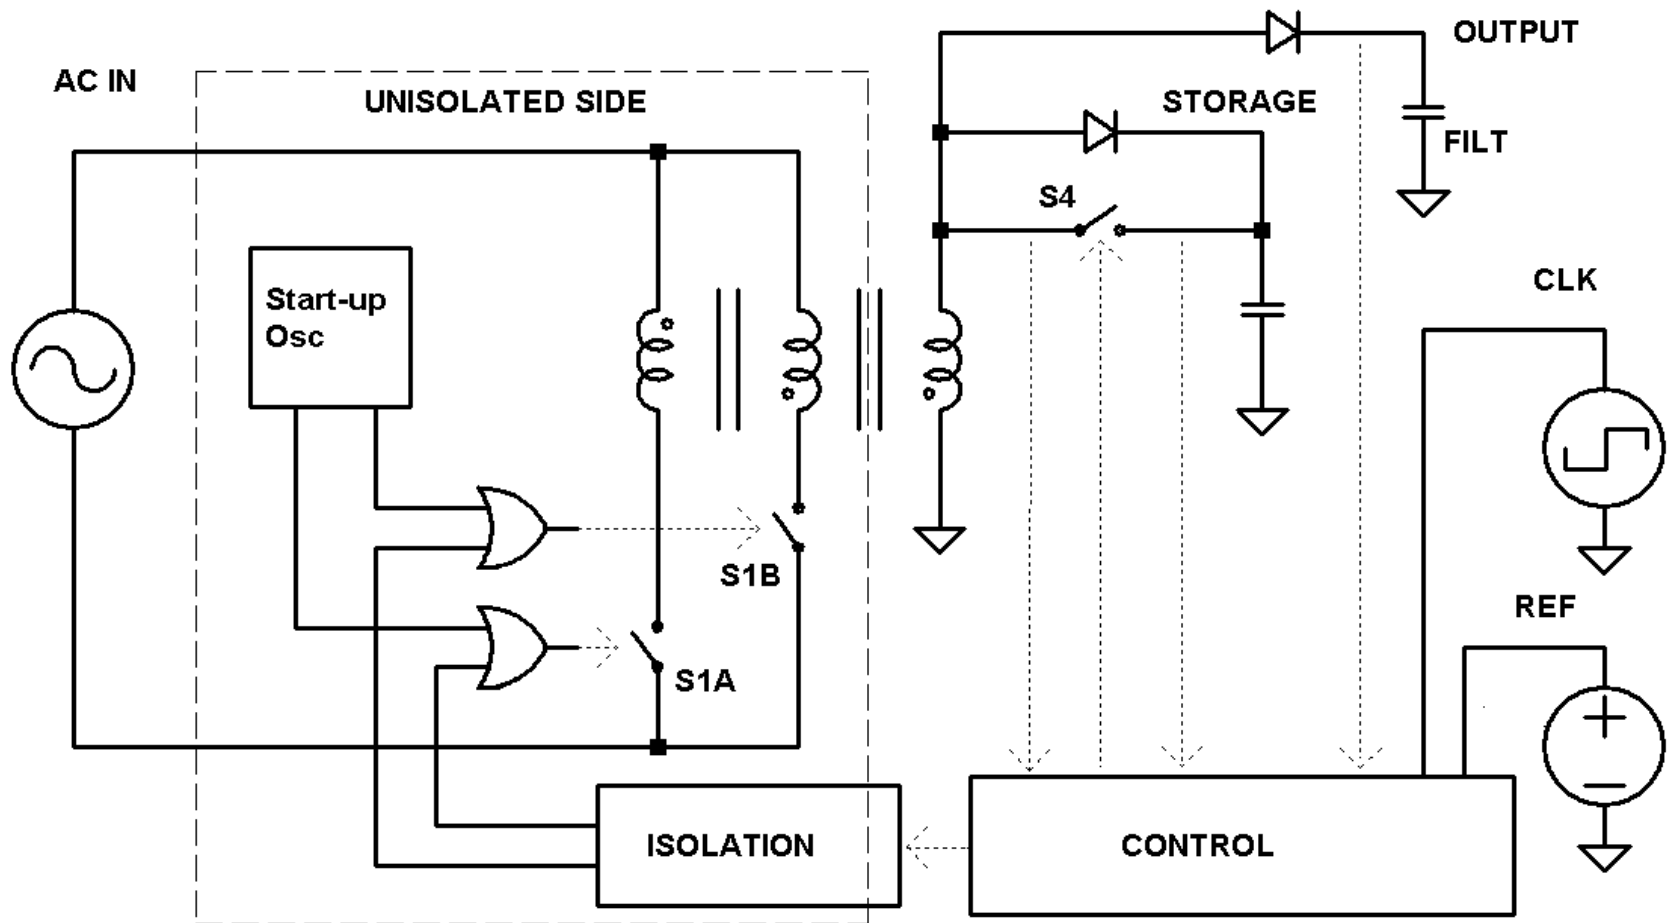 AC IN
UNISOLATED SIDE
OUTPUT
STORAGE
FILT
S4
CLK
Start-up
Osc
S1B
S1A
REF
ISOLATION
CONTROL